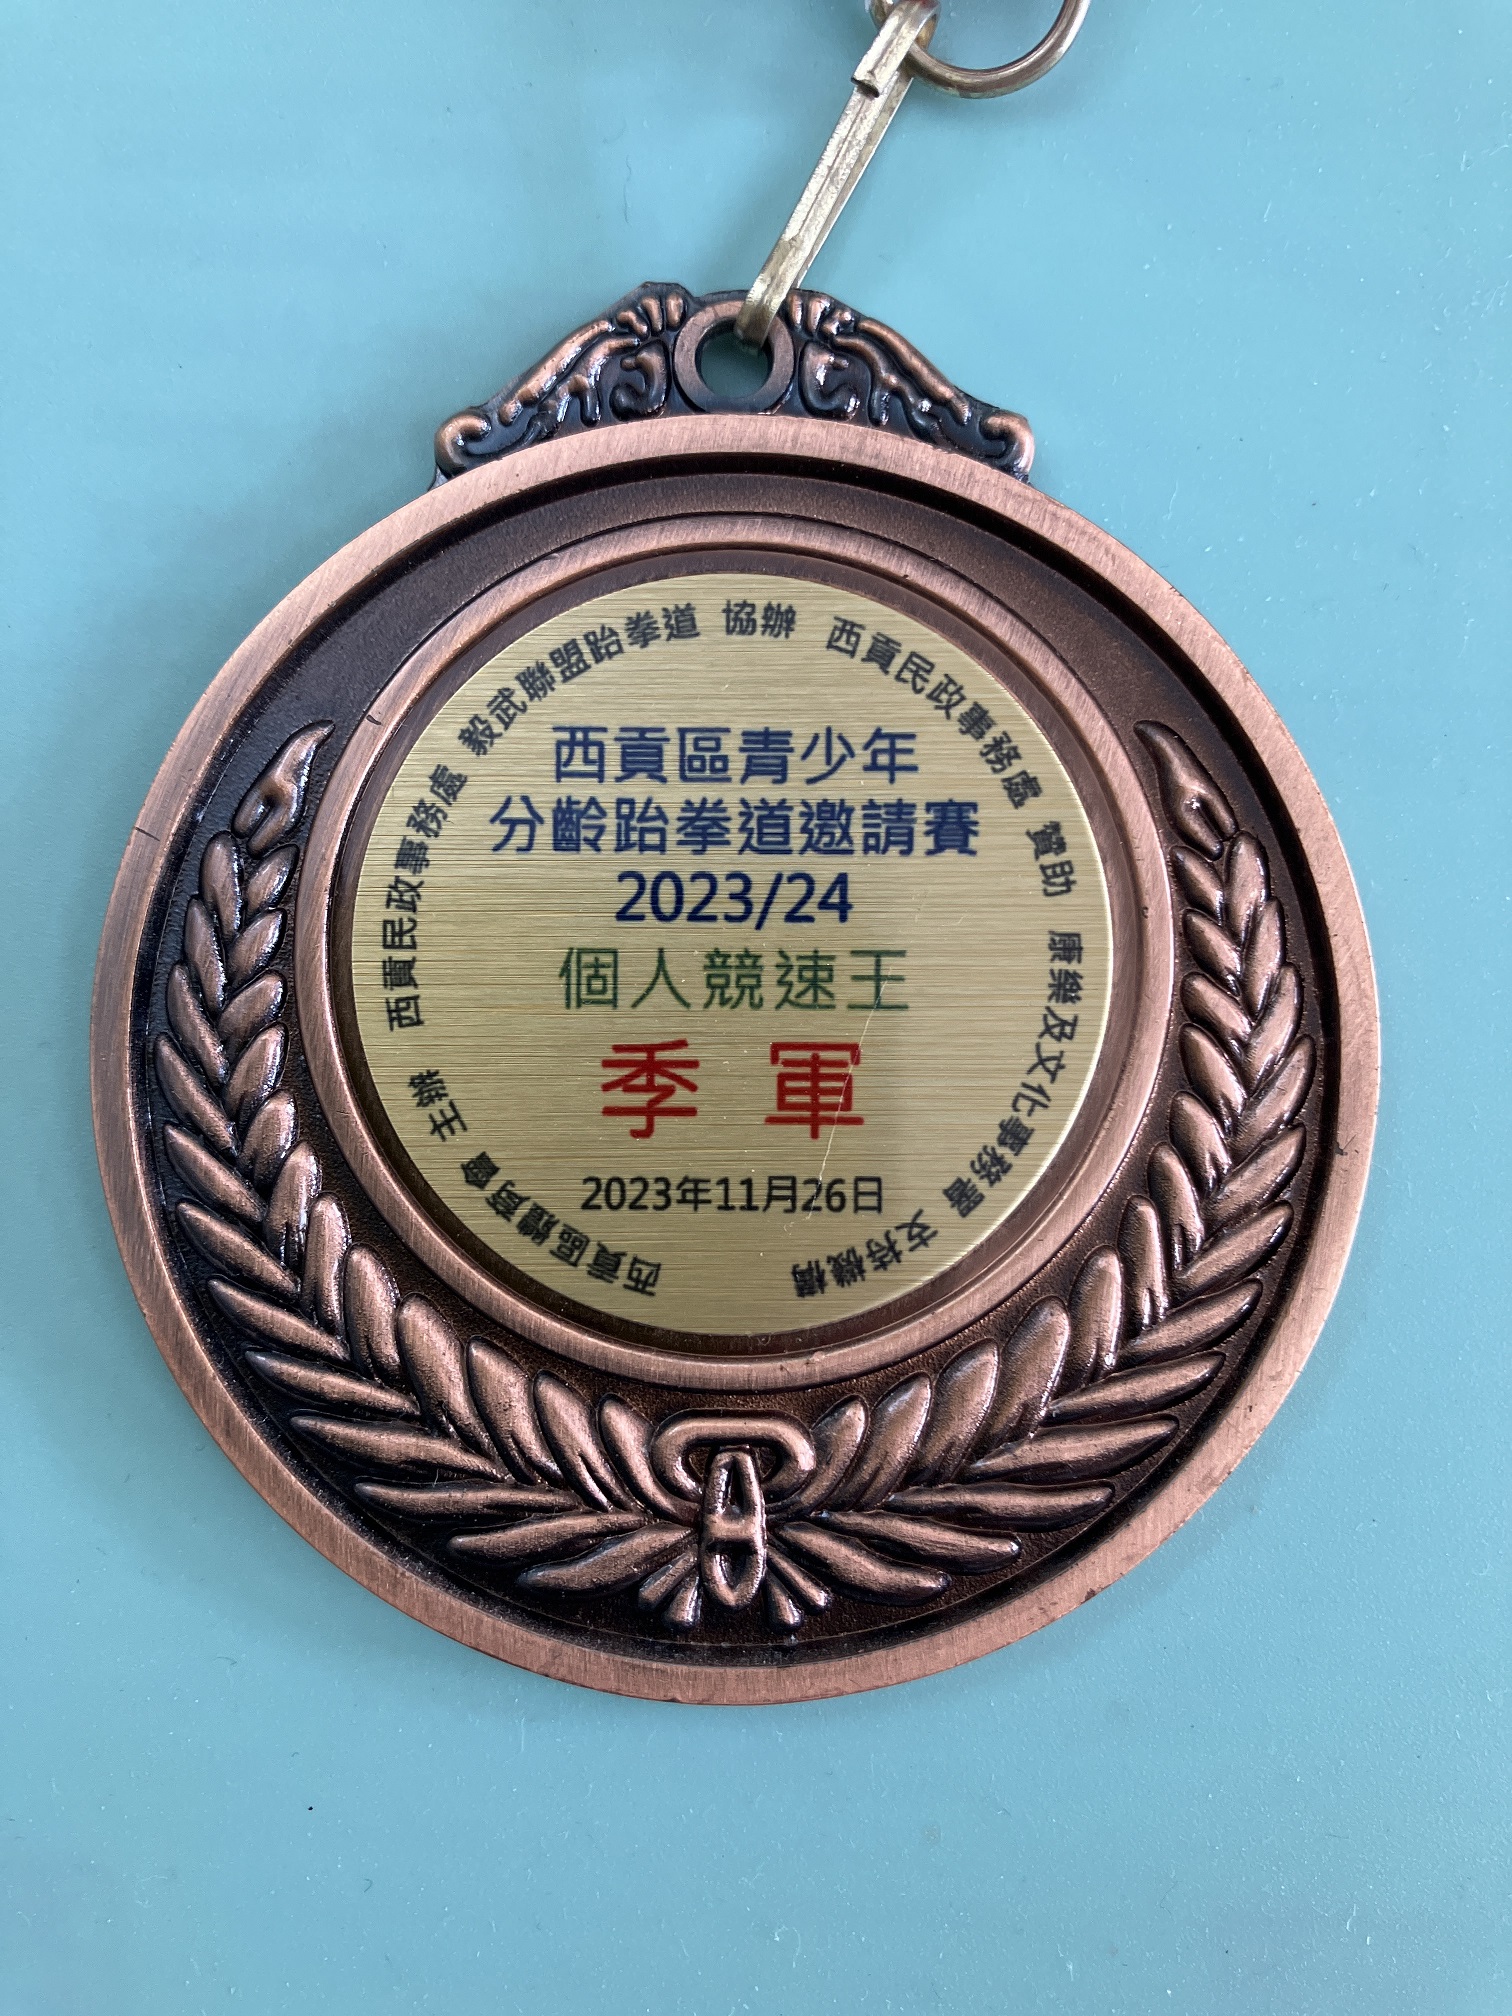 西貢區體育會 主辦 西貢民政事務處 毅武聯盟跆拳道 協辦 西貢民政事務處 贊助 康樂及文化事務署 支持機構
西貢區青少年
分齡跆拳道邀請賽
2023/24
個人競速王
季軍
2023年11月26日